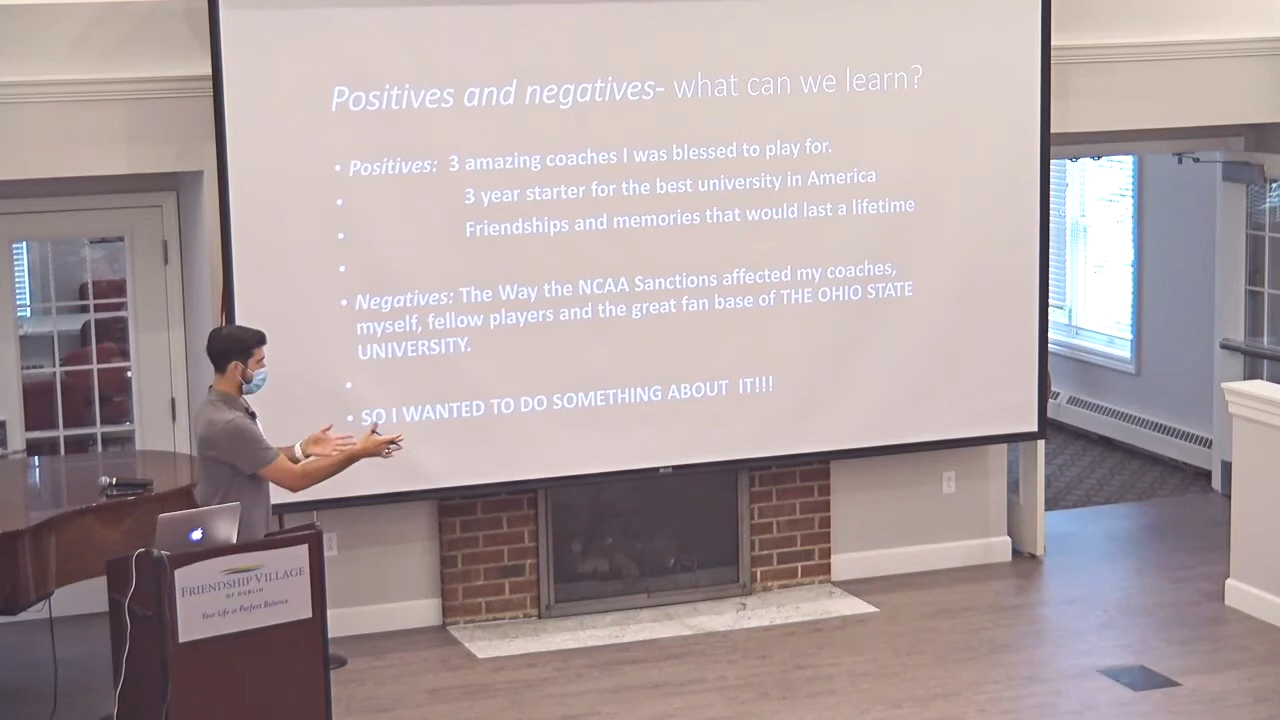 Positives and negatives- what can we learn?
• Positives: 3 amazing coaches I was blessed to play for.
• 3 year starter for the best university in America
• Friendships and memories that would last a lifetime
•
• Negatives: The Way the NCAA Sanctions affected my coaches,
myself, fellow players and the great fan base of THE OHIO STATE
UNIVERSITY.
•
• SO I WANTED TO DO SOMETHING ABOUT IT!!!
FRIENDSHIP VILLAGE
OF DUBLIN
Your Life in Perfect Balance